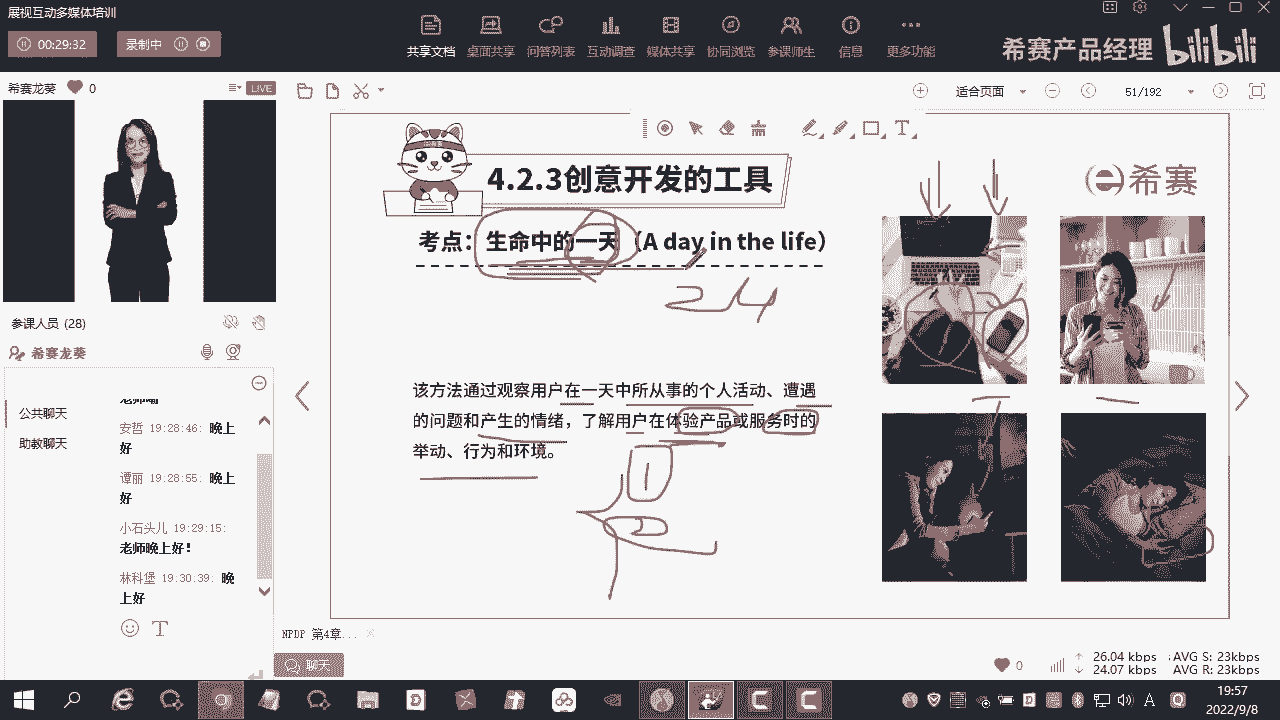 展视互动多媒体培训
00:29:32
录制中
共享文档
桌面共享
问答列表
互动调查
媒体共享
协同浏览
参课师生
信息
更多功能
希赛产品经理
bilibili
希赛龙葵
0
LIVE
适合页面
51/192
4.2.3创意开发的工具
希赛
考点：生命中的一天（A day in the life）
24
该方法通过观察用户在一天中所从事的个人活动、遭遇
的问题和产生的情绪，了解用户在体验产品或服务时的
举动、行为和环境。
参课人员 (28)
希赛龙葵
公共聊天
助教聊天
安哲 19:28:46: 晚上
好
谭丽 19:28:55: 晚上
好
小石头儿 19:29:15:
老师晚上好！
林科堡 19:30:39: 晚
上好
NPDP 第4章...
聊天
0
26.04 kbps
AVG S: 23kbps
24.07 kbps
AVG R: 23kbps
19:57
2022/9/8